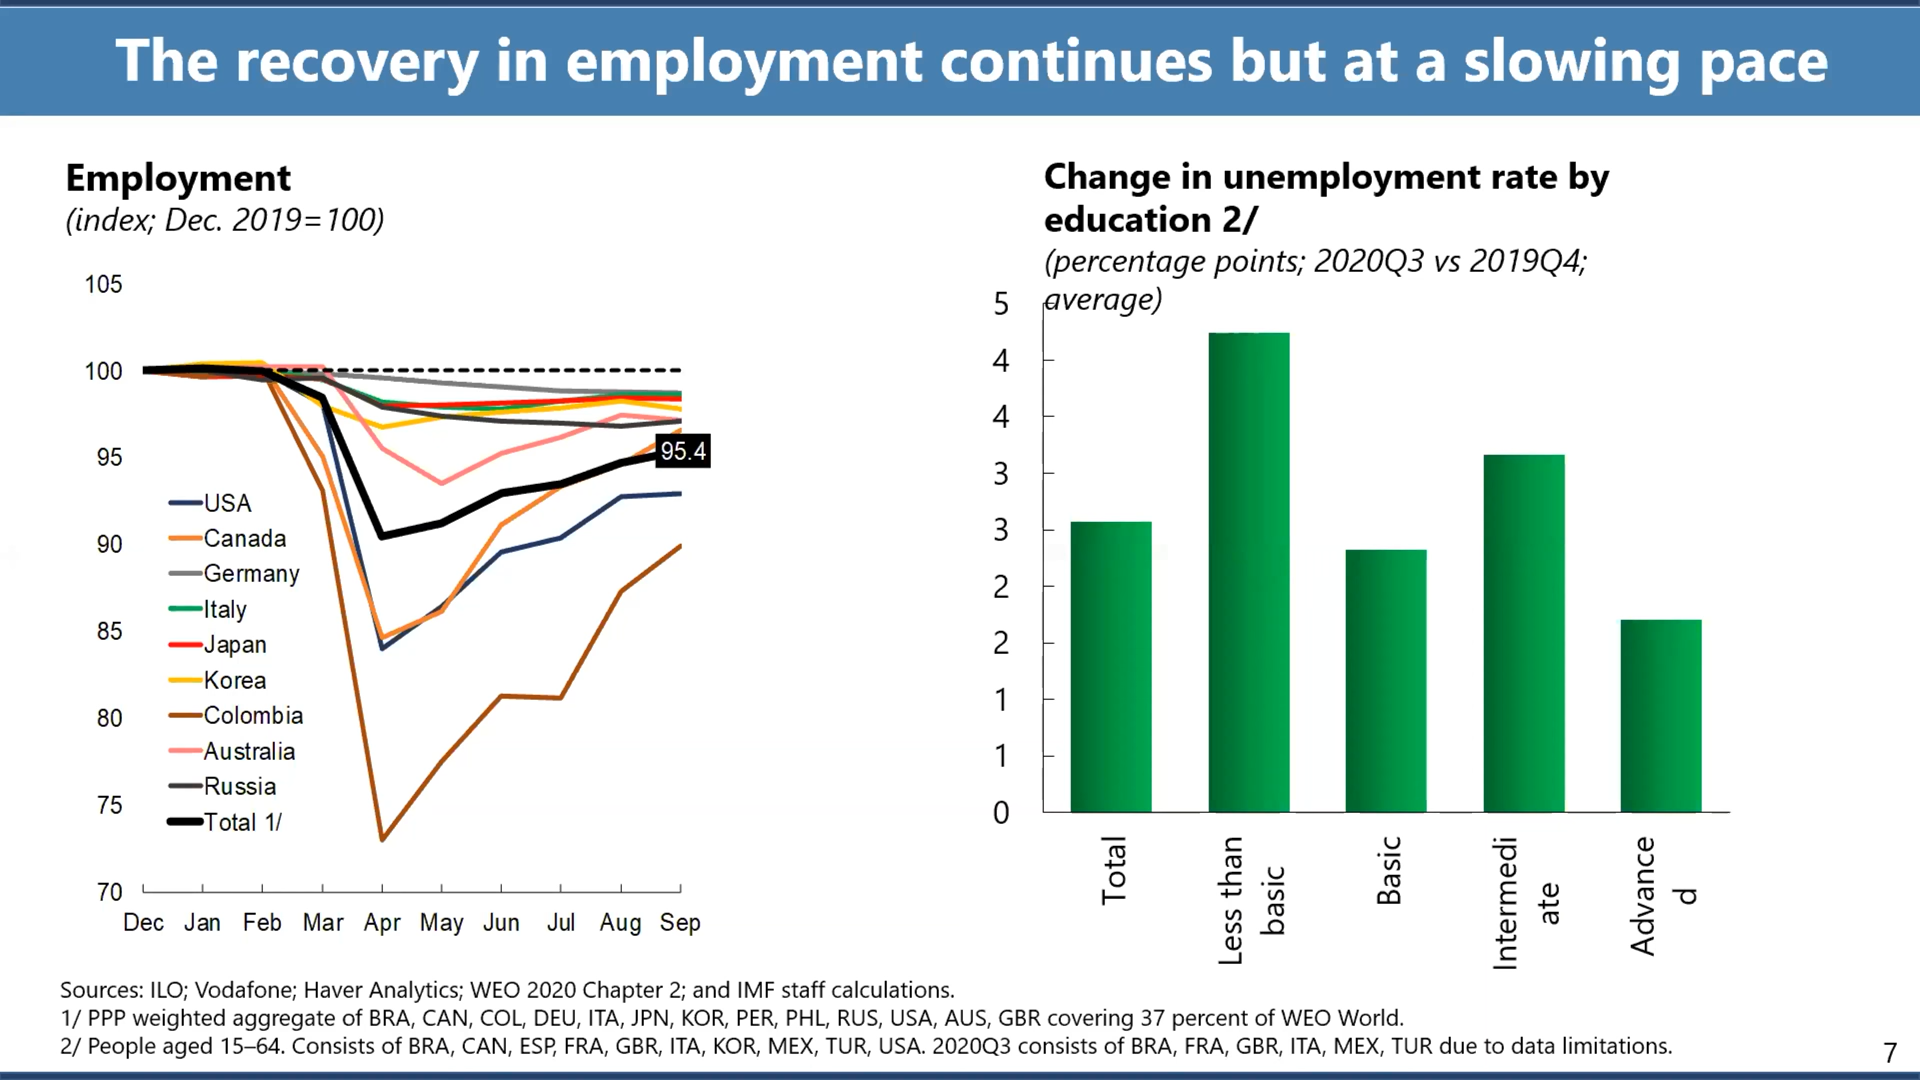 The recovery in employment continues but at a slowing pace
Employment
(index; Dec. 2019=100)
105
100
95
90
85
80
75
70
95.4
USA
Canada
Germany
Italy
Japan
Korea
Colombia
Australia
Russia
Total 1/
Dec Jan Feb Mar Apr May Jun Jul Aug Sep
Change in unemployment rate by
education 2/
(percentage points; 2020Q3 vs 2019Q4;
average)
5
4
4
3
3
2
2
1
1
0
Total
Less than
basic
Basic
Intermedi
ate
Advance
d
Sources: ILO; Vodafone; Haver Analytics; WEO 2020 Chapter 2; and IMF staff calculations.
1/ PPP weighted aggregate of BRA, CAN, COL, DEU, ITA, JPN, KOR, PER, PHL, RUS, USA, AUS, GBR covering 37 percent of WEO World.
2/ People aged 15–64. Consists of BRA, CAN, ESP, FRA, GBR, ITA, KOR, MEX, TUR, USA. 2020Q3 consists of BRA, FRA, GBR, ITA, MEX, TUR due to data limitations.
7